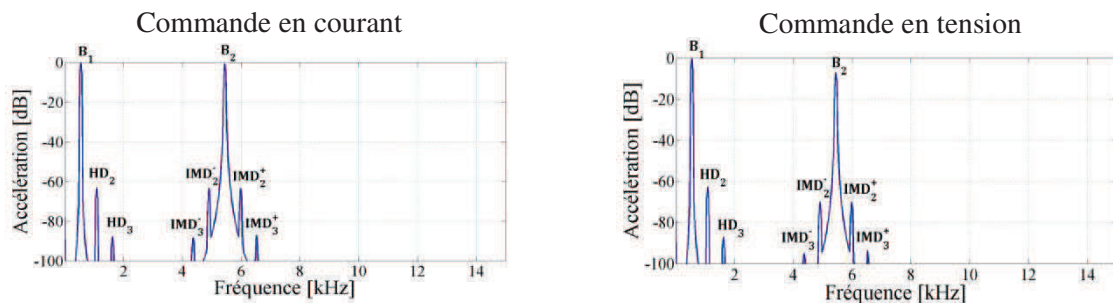 Commande en courant
B1
B2
0
-20
-40
-60
-80
-100
Accélération [dB]
HD2
HD3
IMD2-
IMD2+
IMD3-
IMD3+
2
4
6
8
10
12
14
Fréquence [kHz]
Commande en tension
B1
B2
0
-20
-40
-60
-80
-100
Accélération [dB]
HD2
HD3
IMD2-
IMD2+
IMD3-
IMD3+
2
4
6
8
10
12
14
Fréquence [kHz]